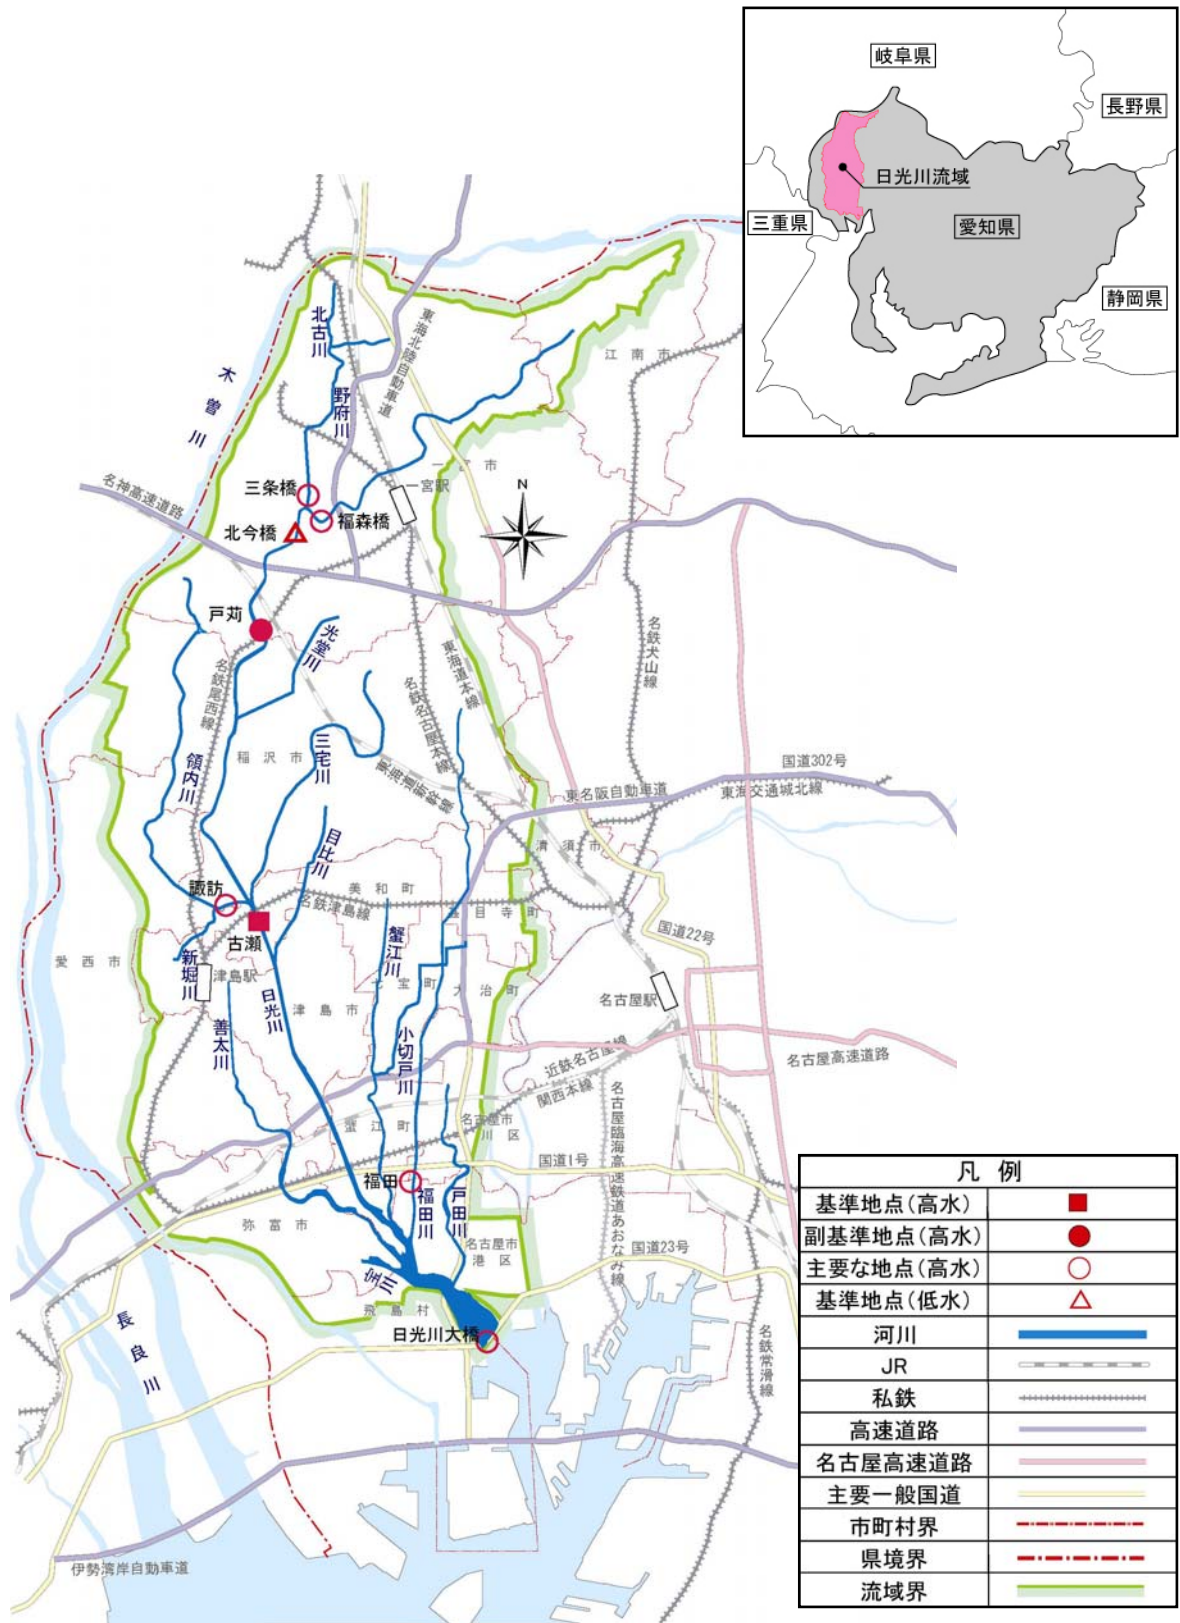 岐阜県
長野県
日光川流域
三重県
愛知県
静岡県
北古川
東海北陸自動車道
江南市
木曽川
野府川
一宮市
三条橋
一宮駅
名神高速道路
福森橋
北今橋
N
戸苅
光堂川
名鉄犬山線
東海道本線
名鉄尾西線
名鉄名古屋本線
領内川
稲沢市
三宅川
東海道新幹線
国道302号
東名阪自動車道
東海交通城北線
目比川
清須市
諏訪
美和町
名鉄津島線
甚目寺町
古瀬
蟹江川
国道22号
愛西市
新堀川
津島駅
七宝町
大治町
名古屋駅
日光川
津島市
善太川
小切戸川
近鉄名古屋線
関西本線
名古屋高速道路
名古屋臨海高速鉄道あおなみ線
蟹江町
名古屋市
川区
国道1号
福田
福田川
戸田川
弥富市
名古屋市
港区
国道23号
宝川
飛島村
日光川大橋
長良川
名鉄常滑線
伊勢湾岸自動車道
凡例
基準地点(高水)
副基準地点(高水)
主要な地点(高水)
基準地点(低水)
河川
JR
私鉄
高速道路
名古屋高速道路
主要一般国道
市町村界
県境界
流域界